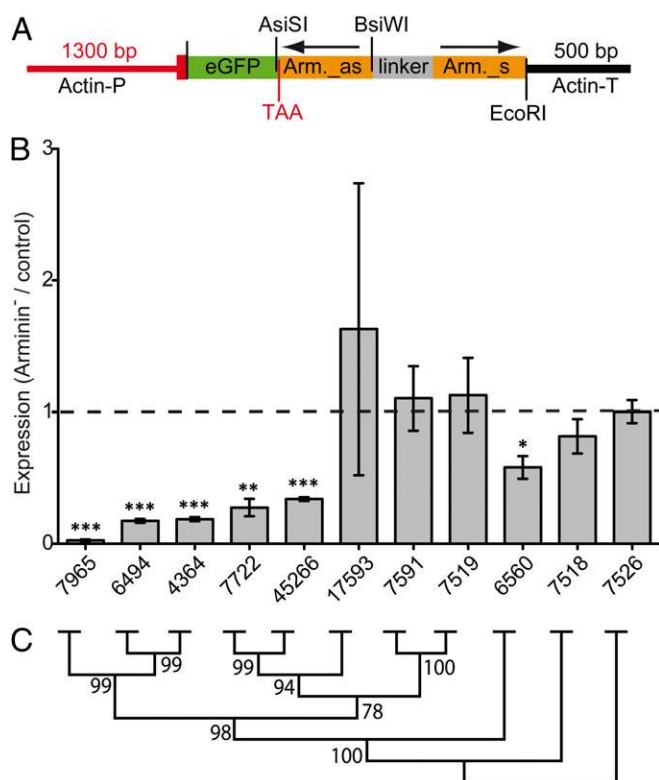 A
AsiSI BsiWI
1300 bp eGFP Arm._as linker Arm._s 500 bp
Actin-P Actin-T
TAA EcoRI
B
Expression (Arminin⁻ / control)
3
2
1
0
*** *** *** ** *** *
7965 6494 4364 7722 45266 17593 7591 7519 6560 7518 7526
C
99 99 100
99 94
78
98
100